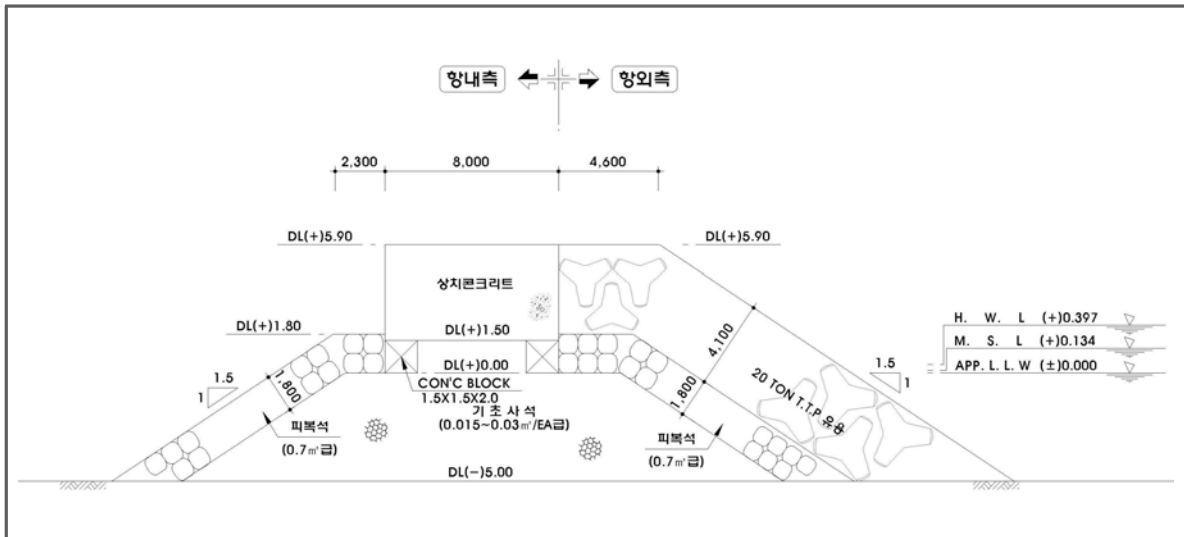 항내측
항외측
2,300
8,000
4,600
DL(+)5.90
DL(+)5.90
상치콘크리트
DL(+)1.80
DL(+)1.50
H. W. L (+)0.397
M. S. L (+)0.134
APP. L. L. W (±)0.000
4,100
DL(+)0.00
1.5
1
1.5
1
1,800
CON'C BLOCK
1.5X1.5X2.0
기초사석
(0.015~0.03㎥/EA급)
1,800
20 TON T.T.P 유용
피복석
(0.7㎥급)
피복석
(0.7㎥급)
DL(-)5.00